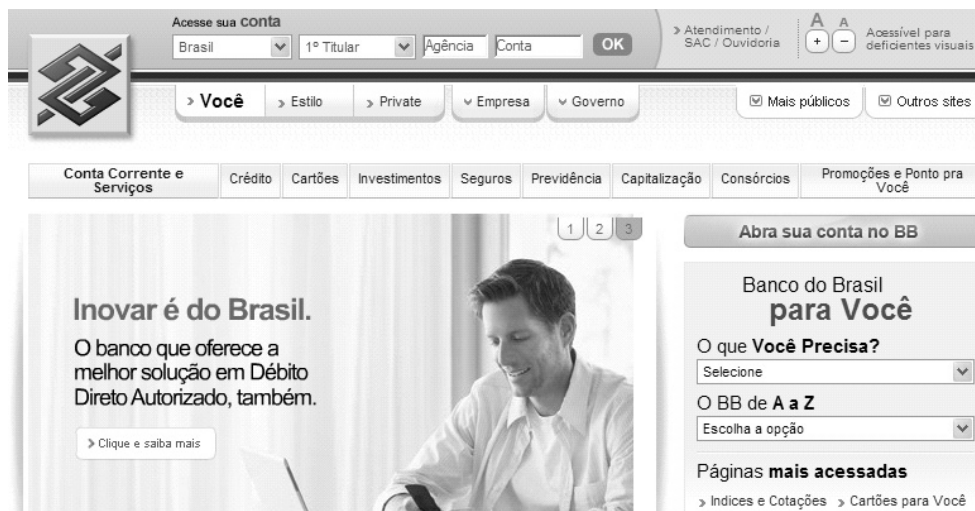 Acesse sua conta
Brasil 1º Titular Agência Conta OK
Atendimento /
SAC / Ouvidoria
A A
+ −
Acessível para
deficientes visuais
Você Estilo Private Empresa Governo Mais públicos Outros sites
Conta Corrente e
Serviços
Crédito Cartões Investimentos Seguros Previdência Capitalização Consórcios
Promoções e Ponto pra
Você
1 2 3
Inovar é do Brasil.
O banco que oferece a
melhor solução em Débito
Direto Autorizado, também.
Clique e saiba mais
Abra sua conta no BB
Banco do Brasil
para Você
O que Você Precisa?
Selecione
O BB de A a Z
Escolha a opção
Páginas mais acessadas
Indices e Cotações Cartões para Você